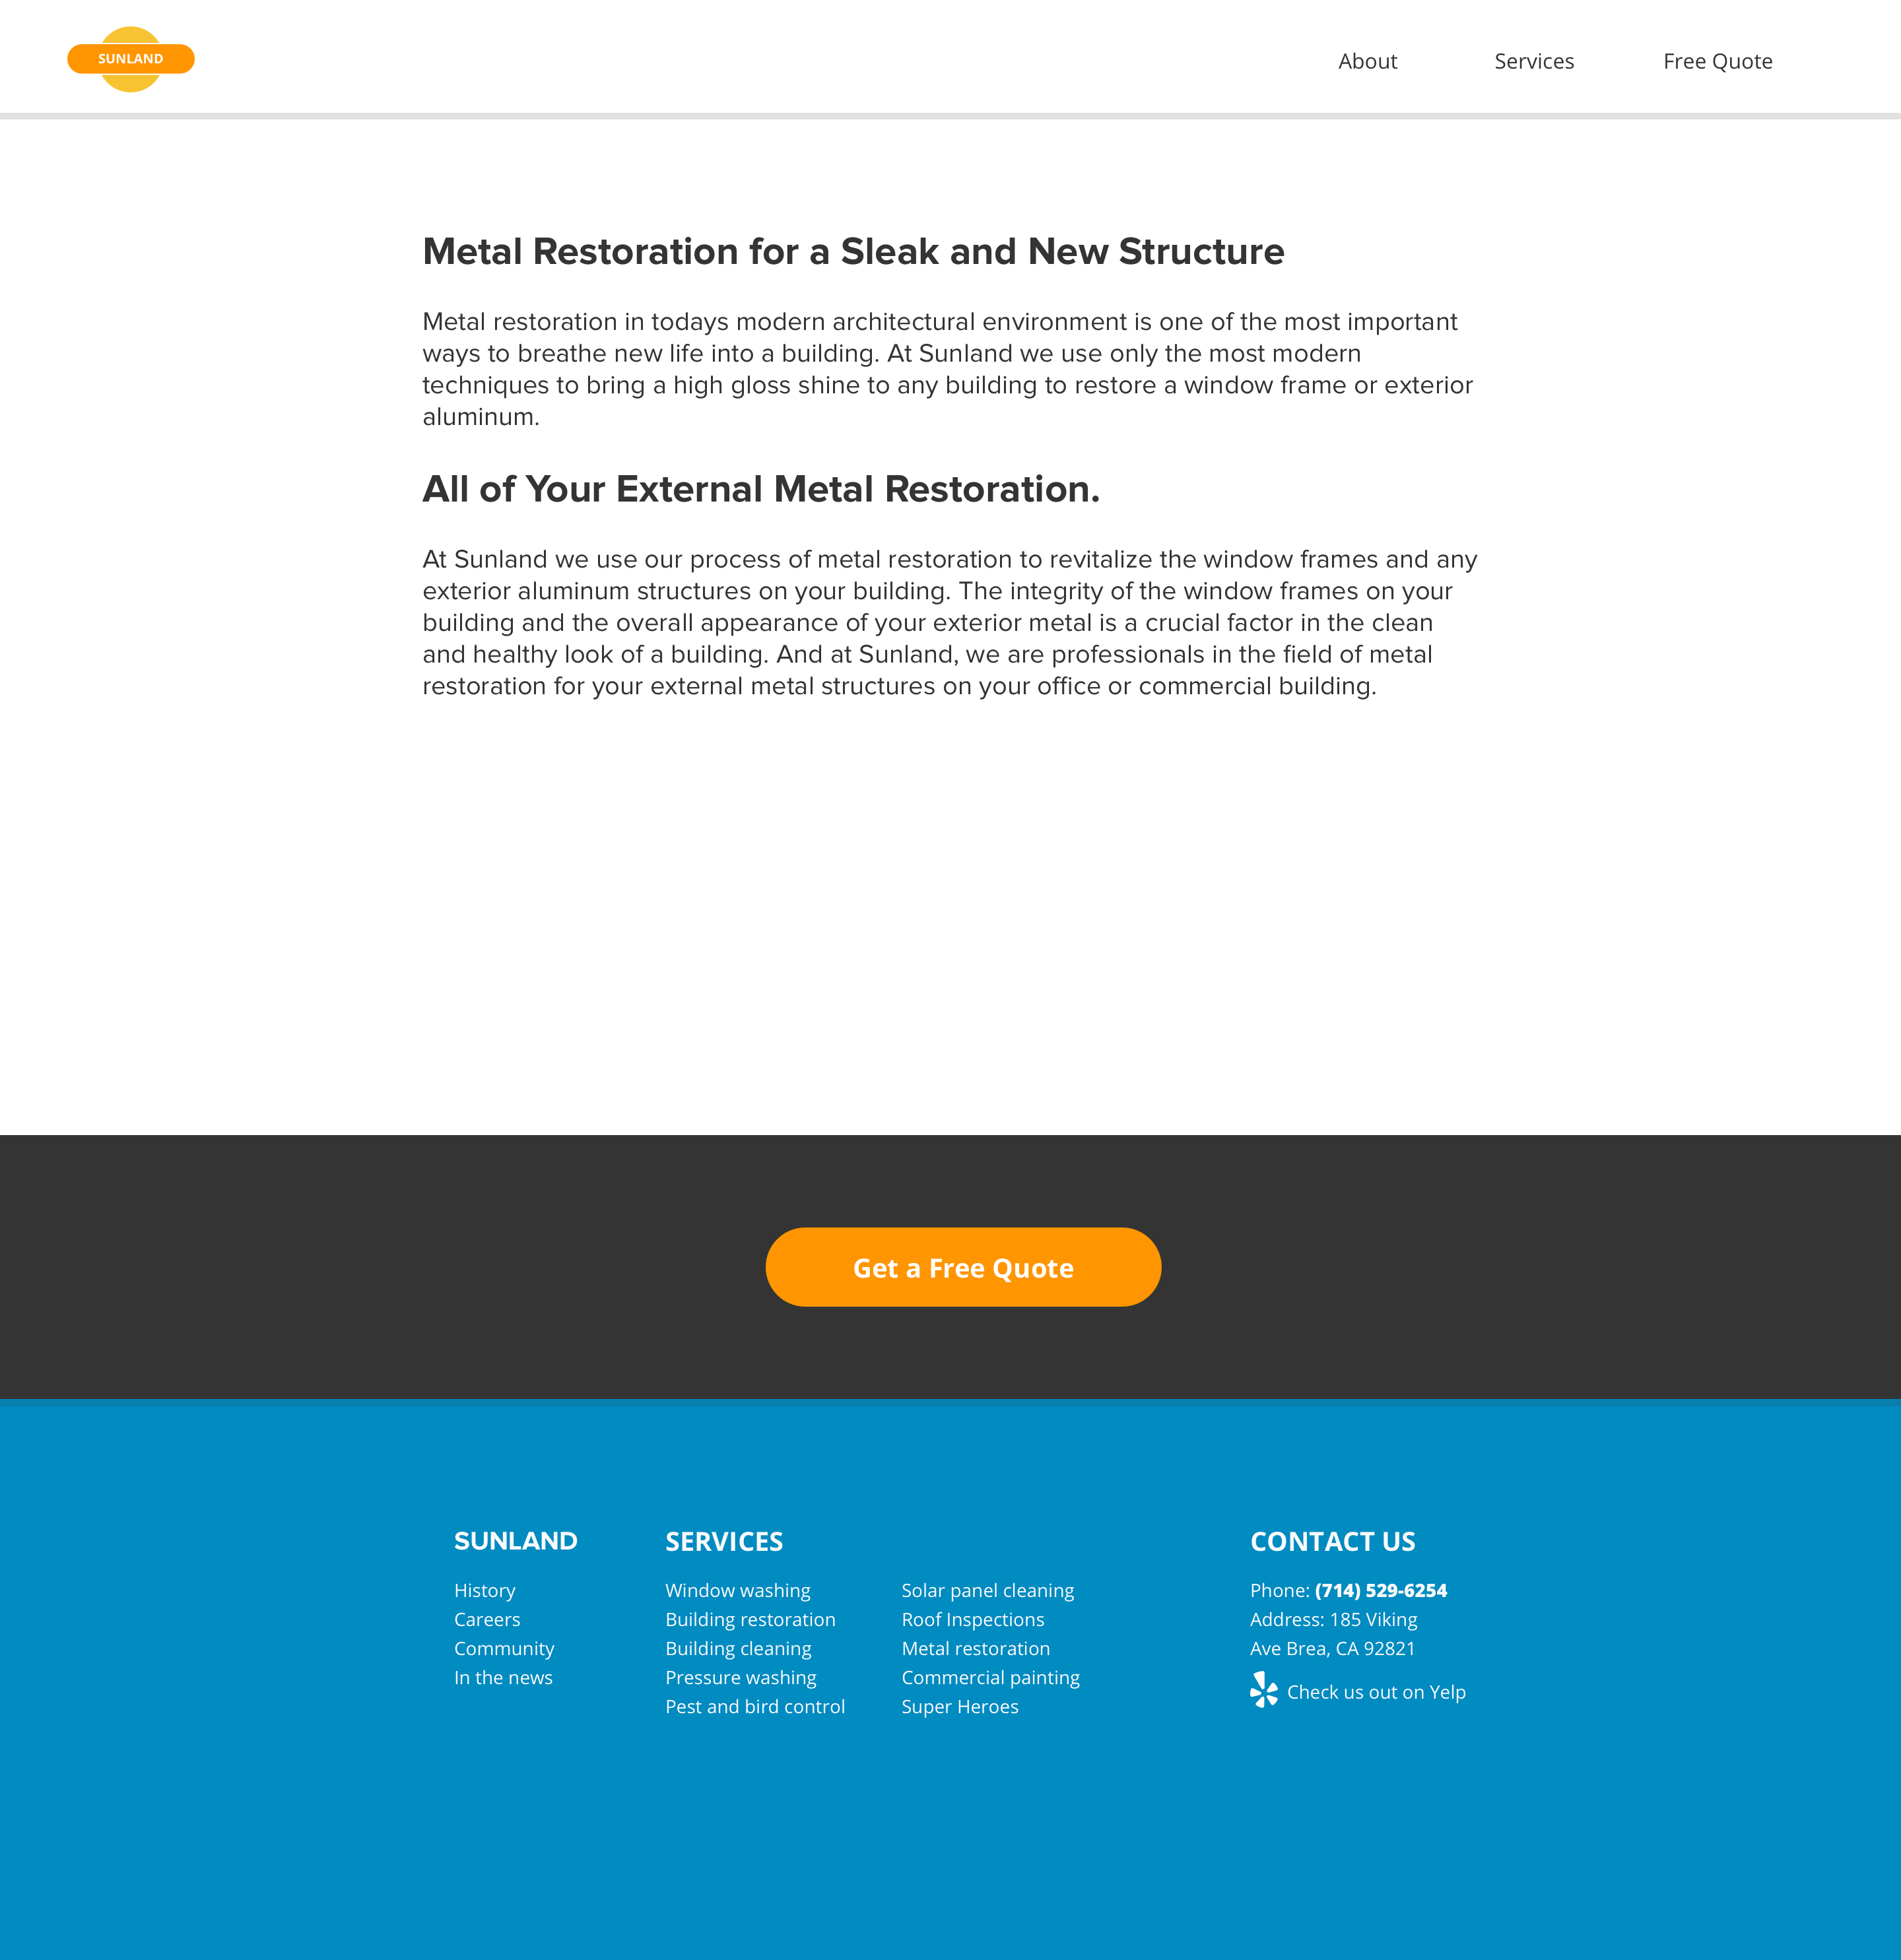 SUNLAND
About
Services
Free Quote
Metal Restoration for a Sleak and New Structure
Metal restoration in todays modern architectural environment is one of the most important
ways to breathe new life into a building. At Sunland we use only the most modern
techniques to bring a high gloss shine to any building to restore a window frame or exterior
aluminum.
All of Your External Metal Restoration.
At Sunland we use our process of metal restoration to revitalize the window frames and any
exterior aluminum structures on your building. The integrity of the window frames on your
building and the overall appearance of your exterior metal is a crucial factor in the clean
and healthy look of a building. And at Sunland, we are professionals in the field of metal
restoration for your external metal structures on your office or commercial building.
Get a Free Quote
SUNLAND
History
Careers
Community
In the news
SERVICES
Window washing
Building restoration
Building cleaning
Pressure washing
Pest and bird control
Solar panel cleaning
Roof Inspections
Metal restoration
Commercial painting
Super Heroes
CONTACT US
Phone: (714) 529-6254
Address: 185 Viking
Ave Brea, CA 92821
Check us out on Yelp